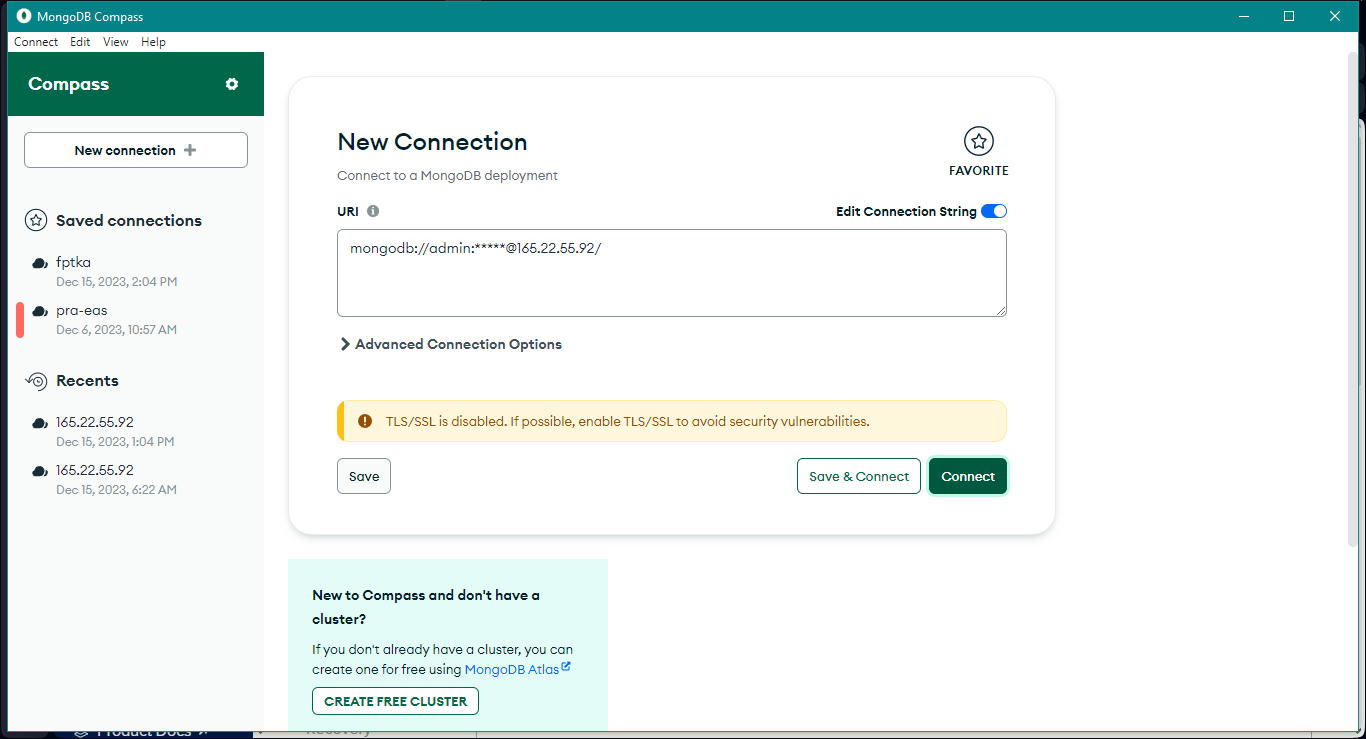 MongoDB Compass
Connect Edit View Help
Compass
New connection
Saved connections
fptka
Dec 15, 2023, 2:04 PM
pra-eas
Dec 6, 2023, 10:57 AM
Recents
165.22.55.92
Dec 15, 2023, 1:04 PM
165.22.55.92
Dec 15, 2023, 6:22 AM
New Connection
FAVORITE
Connect to a MongoDB deployment
URI
Edit Connection String
mongodb://admin:*****@165.22.55.92/
Advanced Connection Options
TLS/SSL is disabled. If possible, enable TLS/SSL to avoid security vulnerabilities.
Save
Save & Connect
Connect
New to Compass and don't have a
cluster?
If you don't already have a cluster, you can
create one for free using MongoDB Atlas
CREATE FREE CLUSTER
Product Docs
Recovery